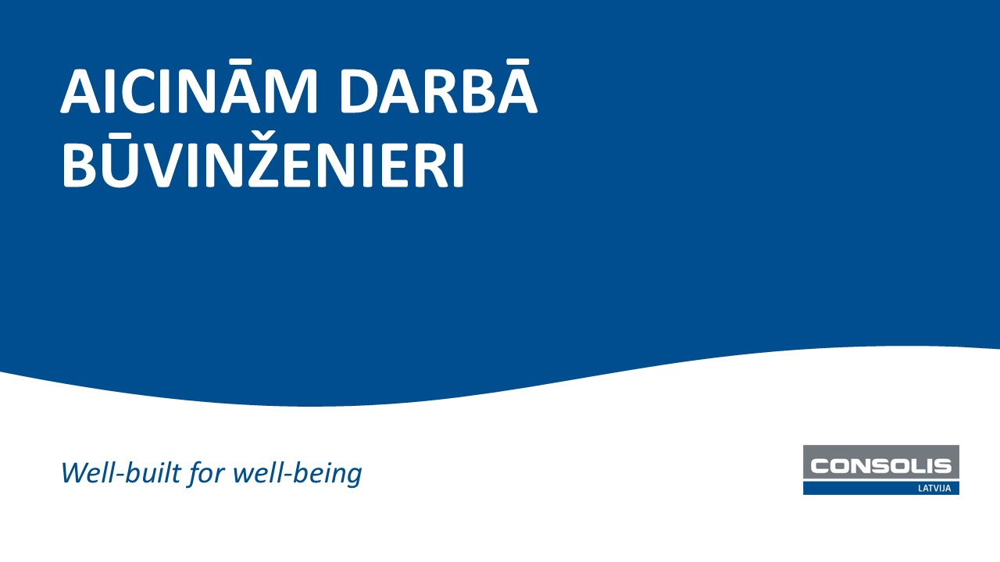 AICINĀM DARBĀ
BŪVINŽENIERI
Well-built for well-being
CONSOLIS
LATVIJA